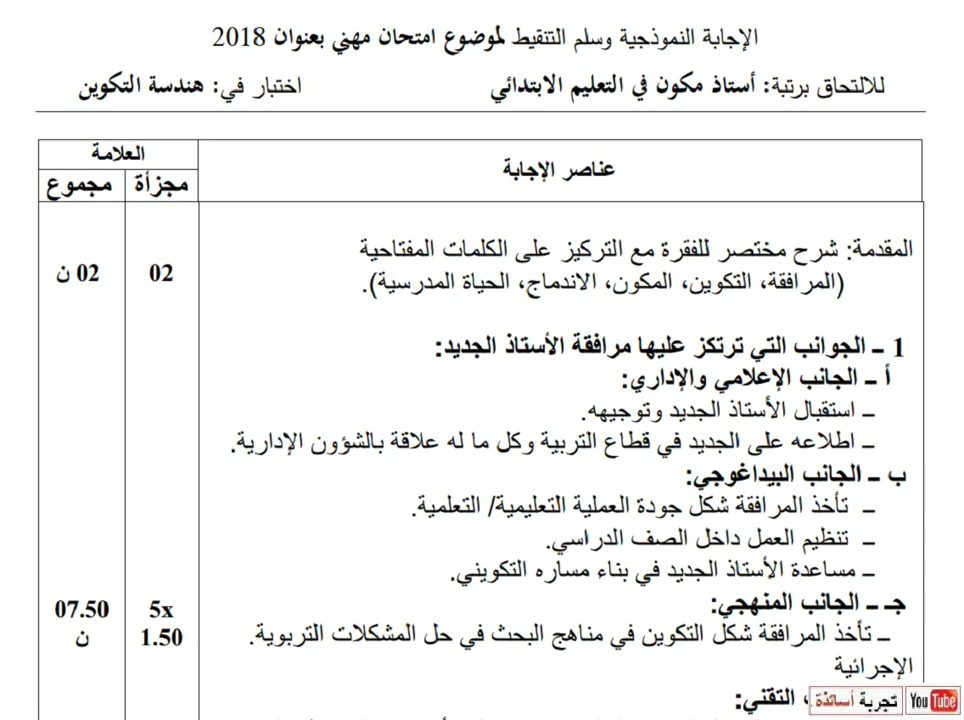 الإجابة النموذجية وسلم التنقيط لموضوع امتحان مهني بعنوان 2018
للالتحاق برتبة: أستاذ مكون في التعليم الابتدائي اختبار في: هندسة التكوين
عناصر الإجابة
العلامة
مجزأة مجموع
المقدمة: شرح مختصر للفقرة مع التركيز على الكلمات المفتاحية
(المرافقة، التكوين، المكون، الاندماج، الحياة المدرسية).
02 02 ن
1 ـ الجوانب التي ترتكز عليها مرافقة الأستاذ الجديد:
أ ـ الجانب الإعلامي والإداري:
ـ استقبال الأستاذ الجديد وتوجيهه.
ـ اطلاعه على الجديد في قطاع التربية وكل ما له علاقة بالشؤون الإدارية.
ب ـ الجانب البيداغوجي:
ـ تأخذ المرافقة شكل جودة العملية التعليمية/ التعلمية.
ـ تنظيم العمل داخل الصف الدراسي.
ـ مساعدة الأستاذ الجديد في بناء مساره التكويني.
جـ ـ الجانب المنهجي:
5x 07.50
1.50 ن
ـ تأخذ المرافقة شكل التكوين في مناهج البحث في حل المشكلات التربوية.
الإجرائية
التقني:
تجربة أساتذة YouTube